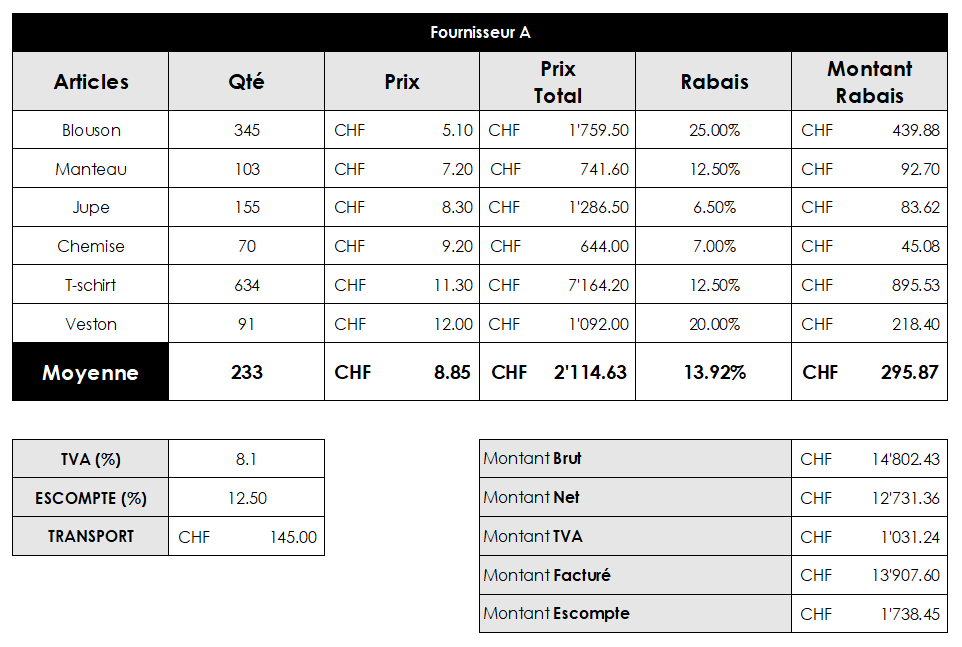 Fournisseur A
Articles Qté Prix Prix Total Rabais Montant Rabais
Blouson 345 CHF 5.10 CHF 1'759.50 25.00% CHF 439.88
Manteau 103 CHF 7.20 CHF 741.60 12.50% CHF 92.70
Jupe 155 CHF 8.30 CHF 1'286.50 6.50% CHF 83.62
Chemise 70 CHF 9.20 CHF 644.00 7.00% CHF 45.08
T-schirt 634 CHF 11.30 CHF 7'164.20 12.50% CHF 895.53
Veston 91 CHF 12.00 CHF 1'092.00 20.00% CHF 218.40
Moyenne 233 CHF 8.85 CHF 2'114.63 13.92% CHF 295.87
TVA (%) 8.1
ESCOMPTE (%) 12.50
TRANSPORT CHF 145.00
Montant Brut CHF 14'802.43
Montant Net CHF 12'731.36
Montant TVA CHF 1'031.24
Montant Facturé CHF 13'907.60
Montant Escompte CHF 1'738.45